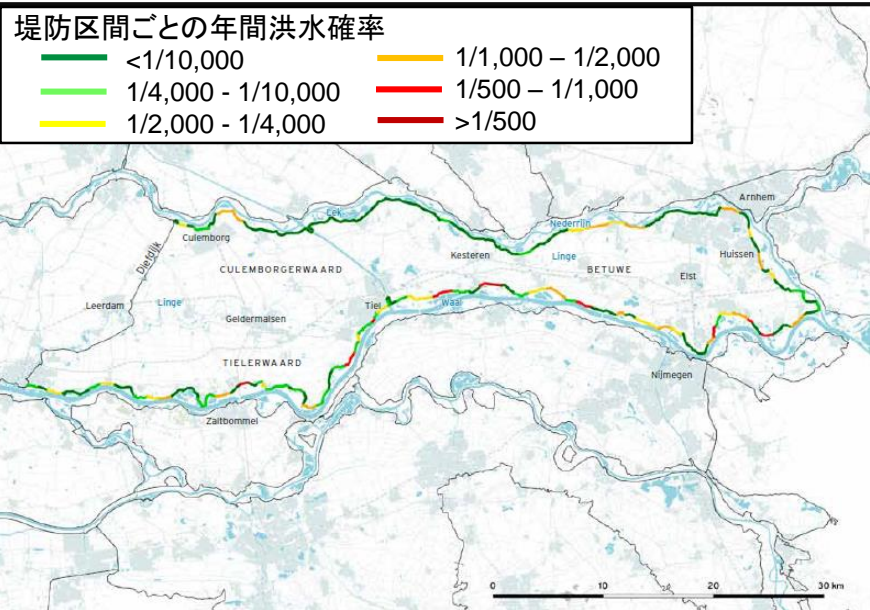 堤防区間ごとの年間洪水確率
<1/10,000
1/1,000 – 1/2,000
1/4,000 - 1/10,000
1/500 – 1/1,000
1/2,000 - 1/4,000
>1/500
Arnhem
Lek
Nederrijn
Culemborg
Diefdijk
Kesteren
Linge
Huissen
CULEMBORGERWAARD
BETUWE
Elst
Leerdam
Linge
Tiel
Waal
Geldermalsen
TIELERWAARD
Nijmegen
Zaltbommel
0
10
20
30 km